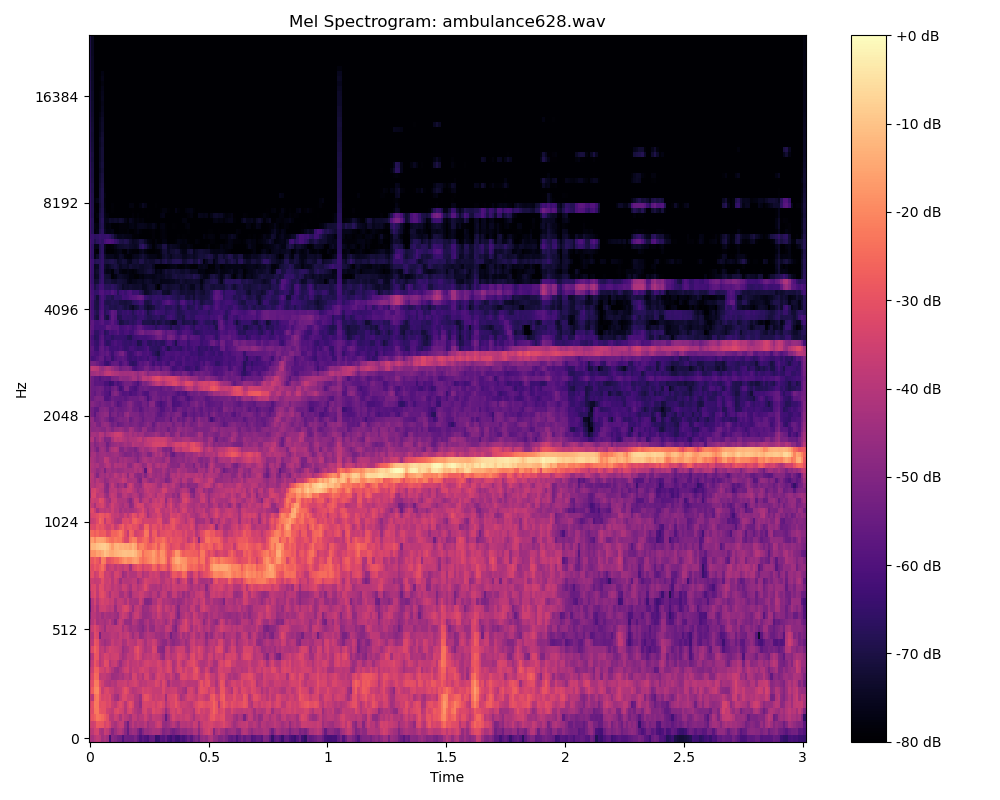 Mel Spectrogram: ambulance628.wav
+0 dB
16384
-10 dB
8192
-20 dB
4096
-30 dB
Hz
-40 dB
2048
-50 dB
1024
-60 dB
512
-70 dB
0
-80 dB
0 0.5 1 1.5 2 2.5 3
Time